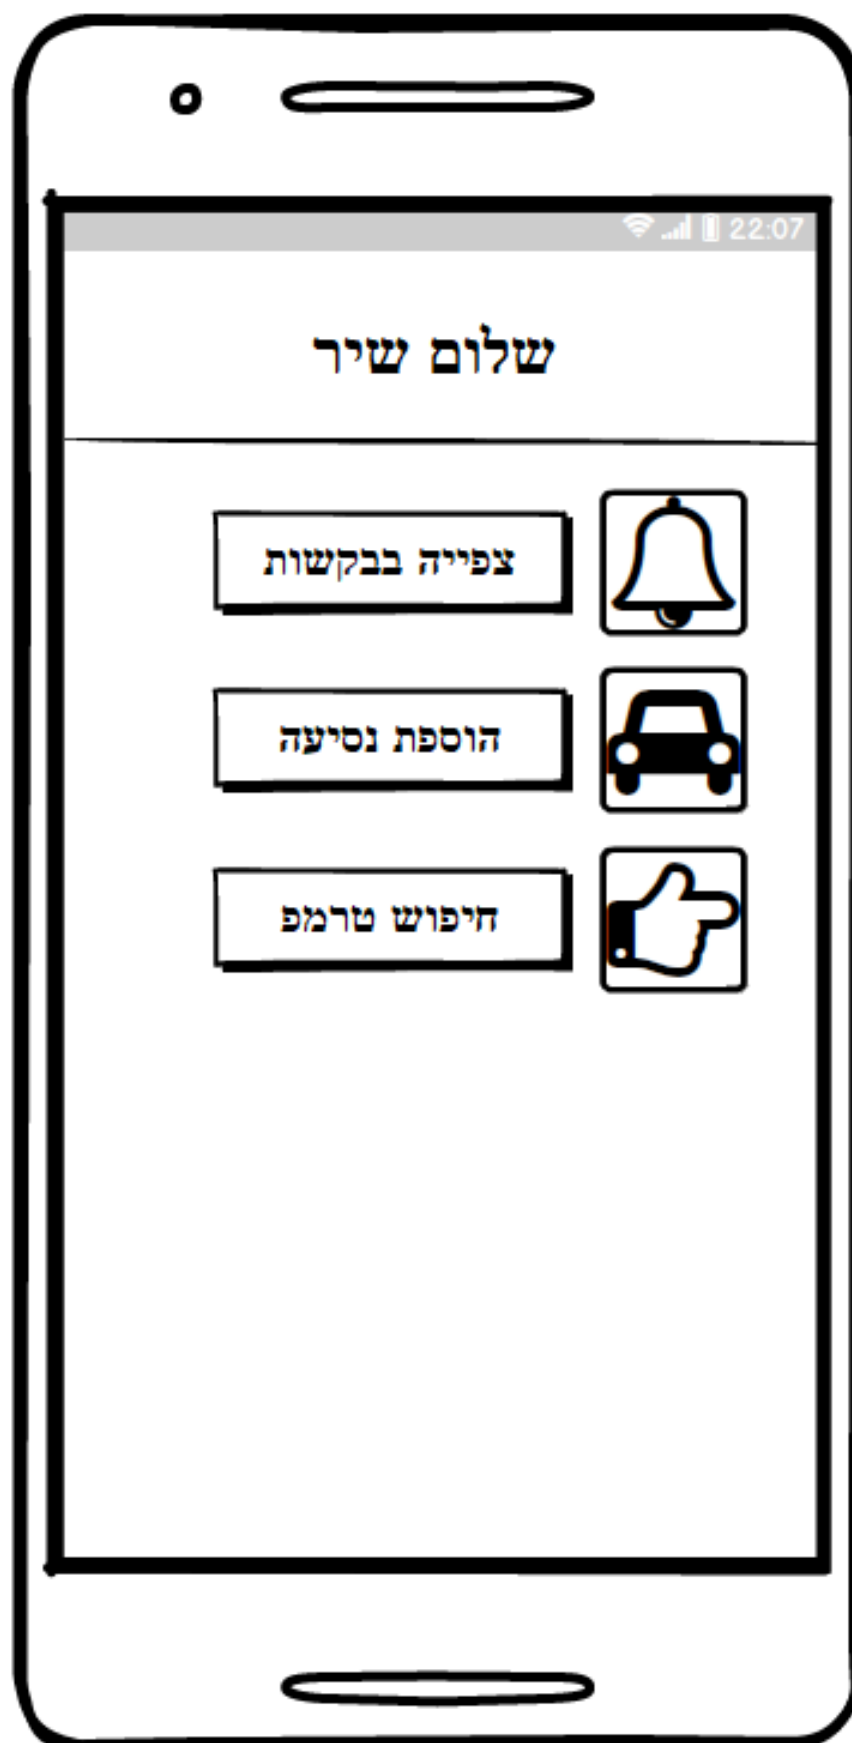 22:07
שלום שיר
צפייה בבקשות
הוספת נסיעה
חיפוש טרמפ